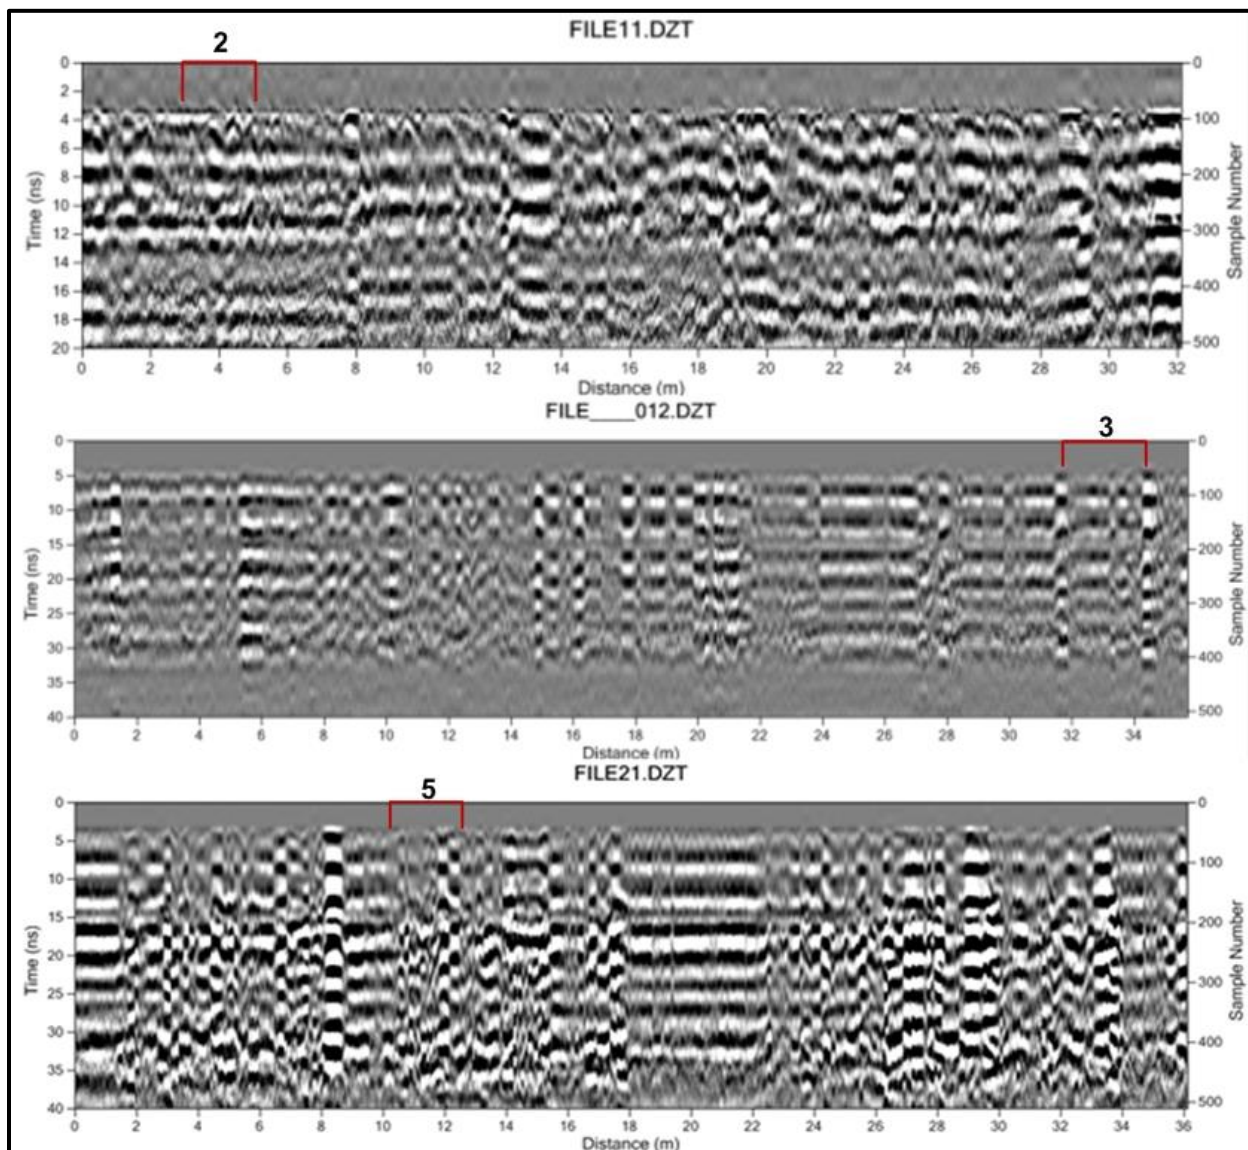 FILE11.DZT
2
0 2 4 6 8 10 12 14 16 18 20
Time (ns)
0 100 200 300 400 500
Sample Number
0 2 4 6 8 10 12 14 16 18 20 22 24 26 28 30 32
Distance (m)
FILE____012.DZT
3
0 5 10 15 20 25 30 35 40
Time (ns)
0 100 200 300 400 500
Sample Number
0 2 4 6 8 10 12 14 16 18 20 22 24 26 28 30 32 34
Distance (m)
FILE21.DZT
5
0 5 10 15 20 25 30 35 40
Time (ns)
0 100 200 300 400 500
Sample Number
0 2 4 6 8 10 12 14 16 18 20 22 24 26 28 30 32 34 36
Distance (m)